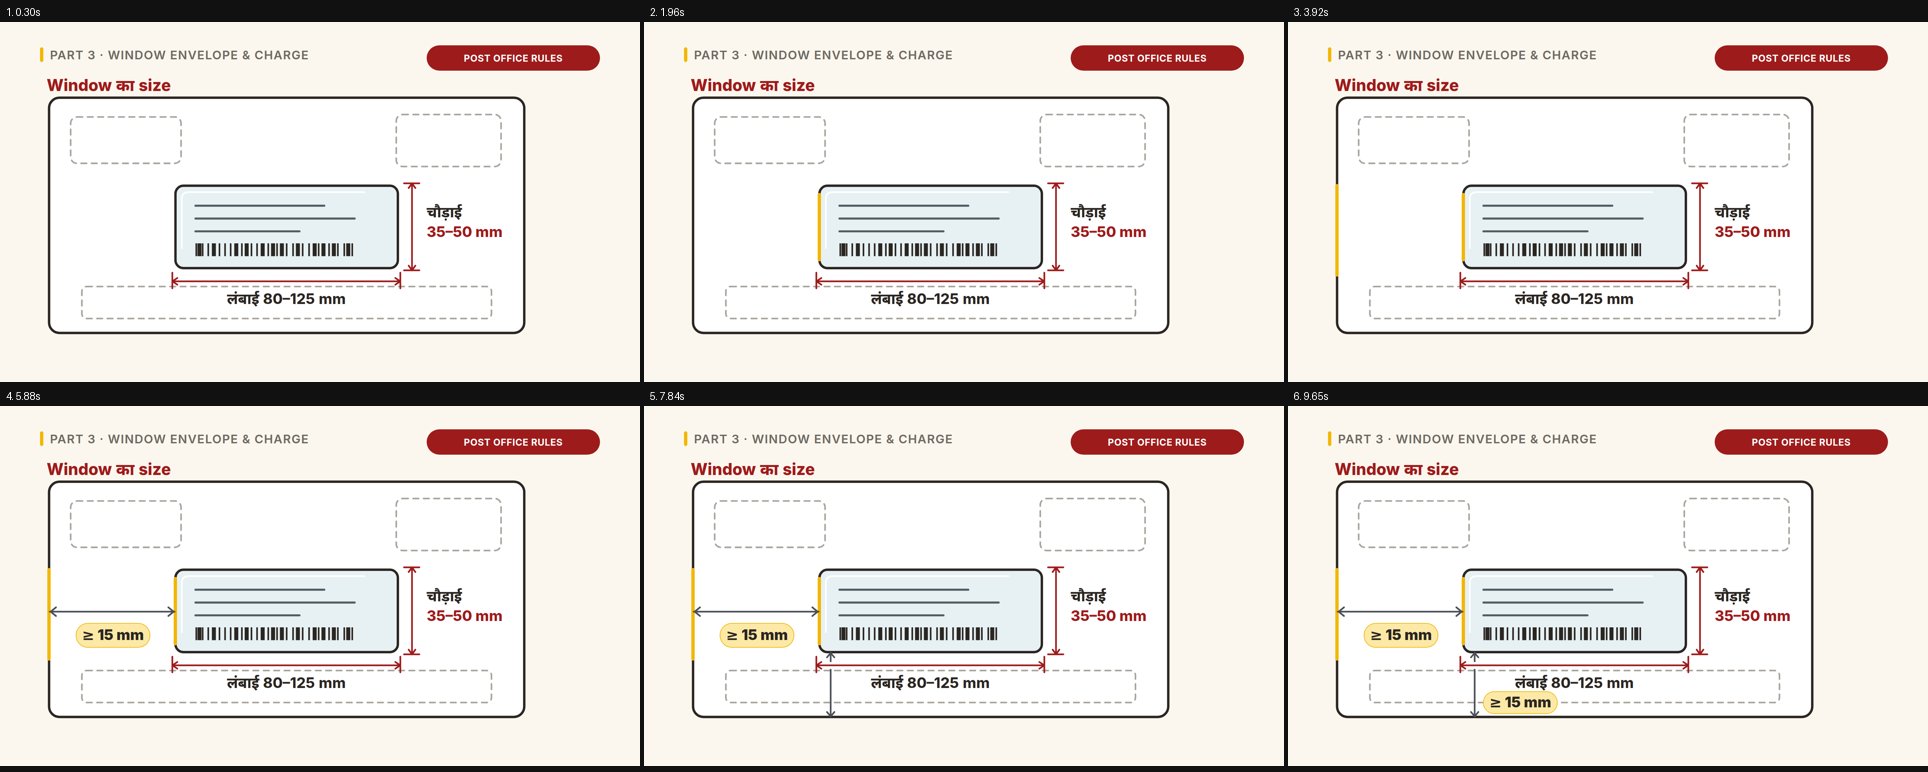 1. 0.30s
PART 3 · WINDOW ENVELOPE & CHARGE
POST OFFICE RULES
Window का size
चौड़ाई
35–50 mm
लंबाई 80–125 mm
2. 1.96s
PART 3 · WINDOW ENVELOPE & CHARGE
POST OFFICE RULES
Window का size
चौड़ाई
35–50 mm
लंबाई 80–125 mm
3. 3.92s
PART 3 · WINDOW ENVELOPE & CHARGE
POST OFFICE RULES
Window का size
चौड़ाई
35–50 mm
लंबाई 80–125 mm
4. 5.88s
PART 3 · WINDOW ENVELOPE & CHARGE
POST OFFICE RULES
Window का size
चौड़ाई
35–50 mm
≥ 15 mm
लंबाई 80–125 mm
5. 7.84s
PART 3 · WINDOW ENVELOPE & CHARGE
POST OFFICE RULES
Window का size
चौड़ाई
35–50 mm
≥ 15 mm
लंबाई 80–125 mm
6. 9.65s
PART 3 · WINDOW ENVELOPE & CHARGE
POST OFFICE RULES
Window का size
चौड़ाई
35–50 mm
≥ 15 mm
लंबाई 80–125 mm
≥ 15 mm